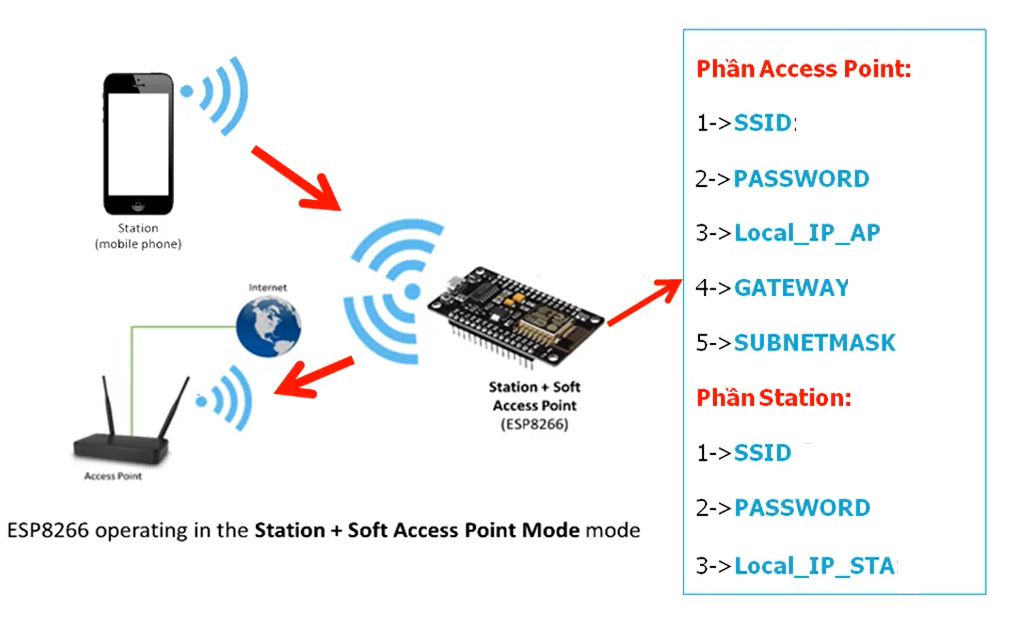 Station
(mobile phone)
Internet
Access Point
Station + Soft
Access Point
(ESP8266)
ESP8266 operating in the Station + Soft Access Point Mode mode
Phần Access Point:
1->SSID:
2->PASSWORD
3->Local_IP_AP
4->GATEWAY
5->SUBNETMASK
Phần Station:
1->SSID
2->PASSWORD
3->Local_IP_STA